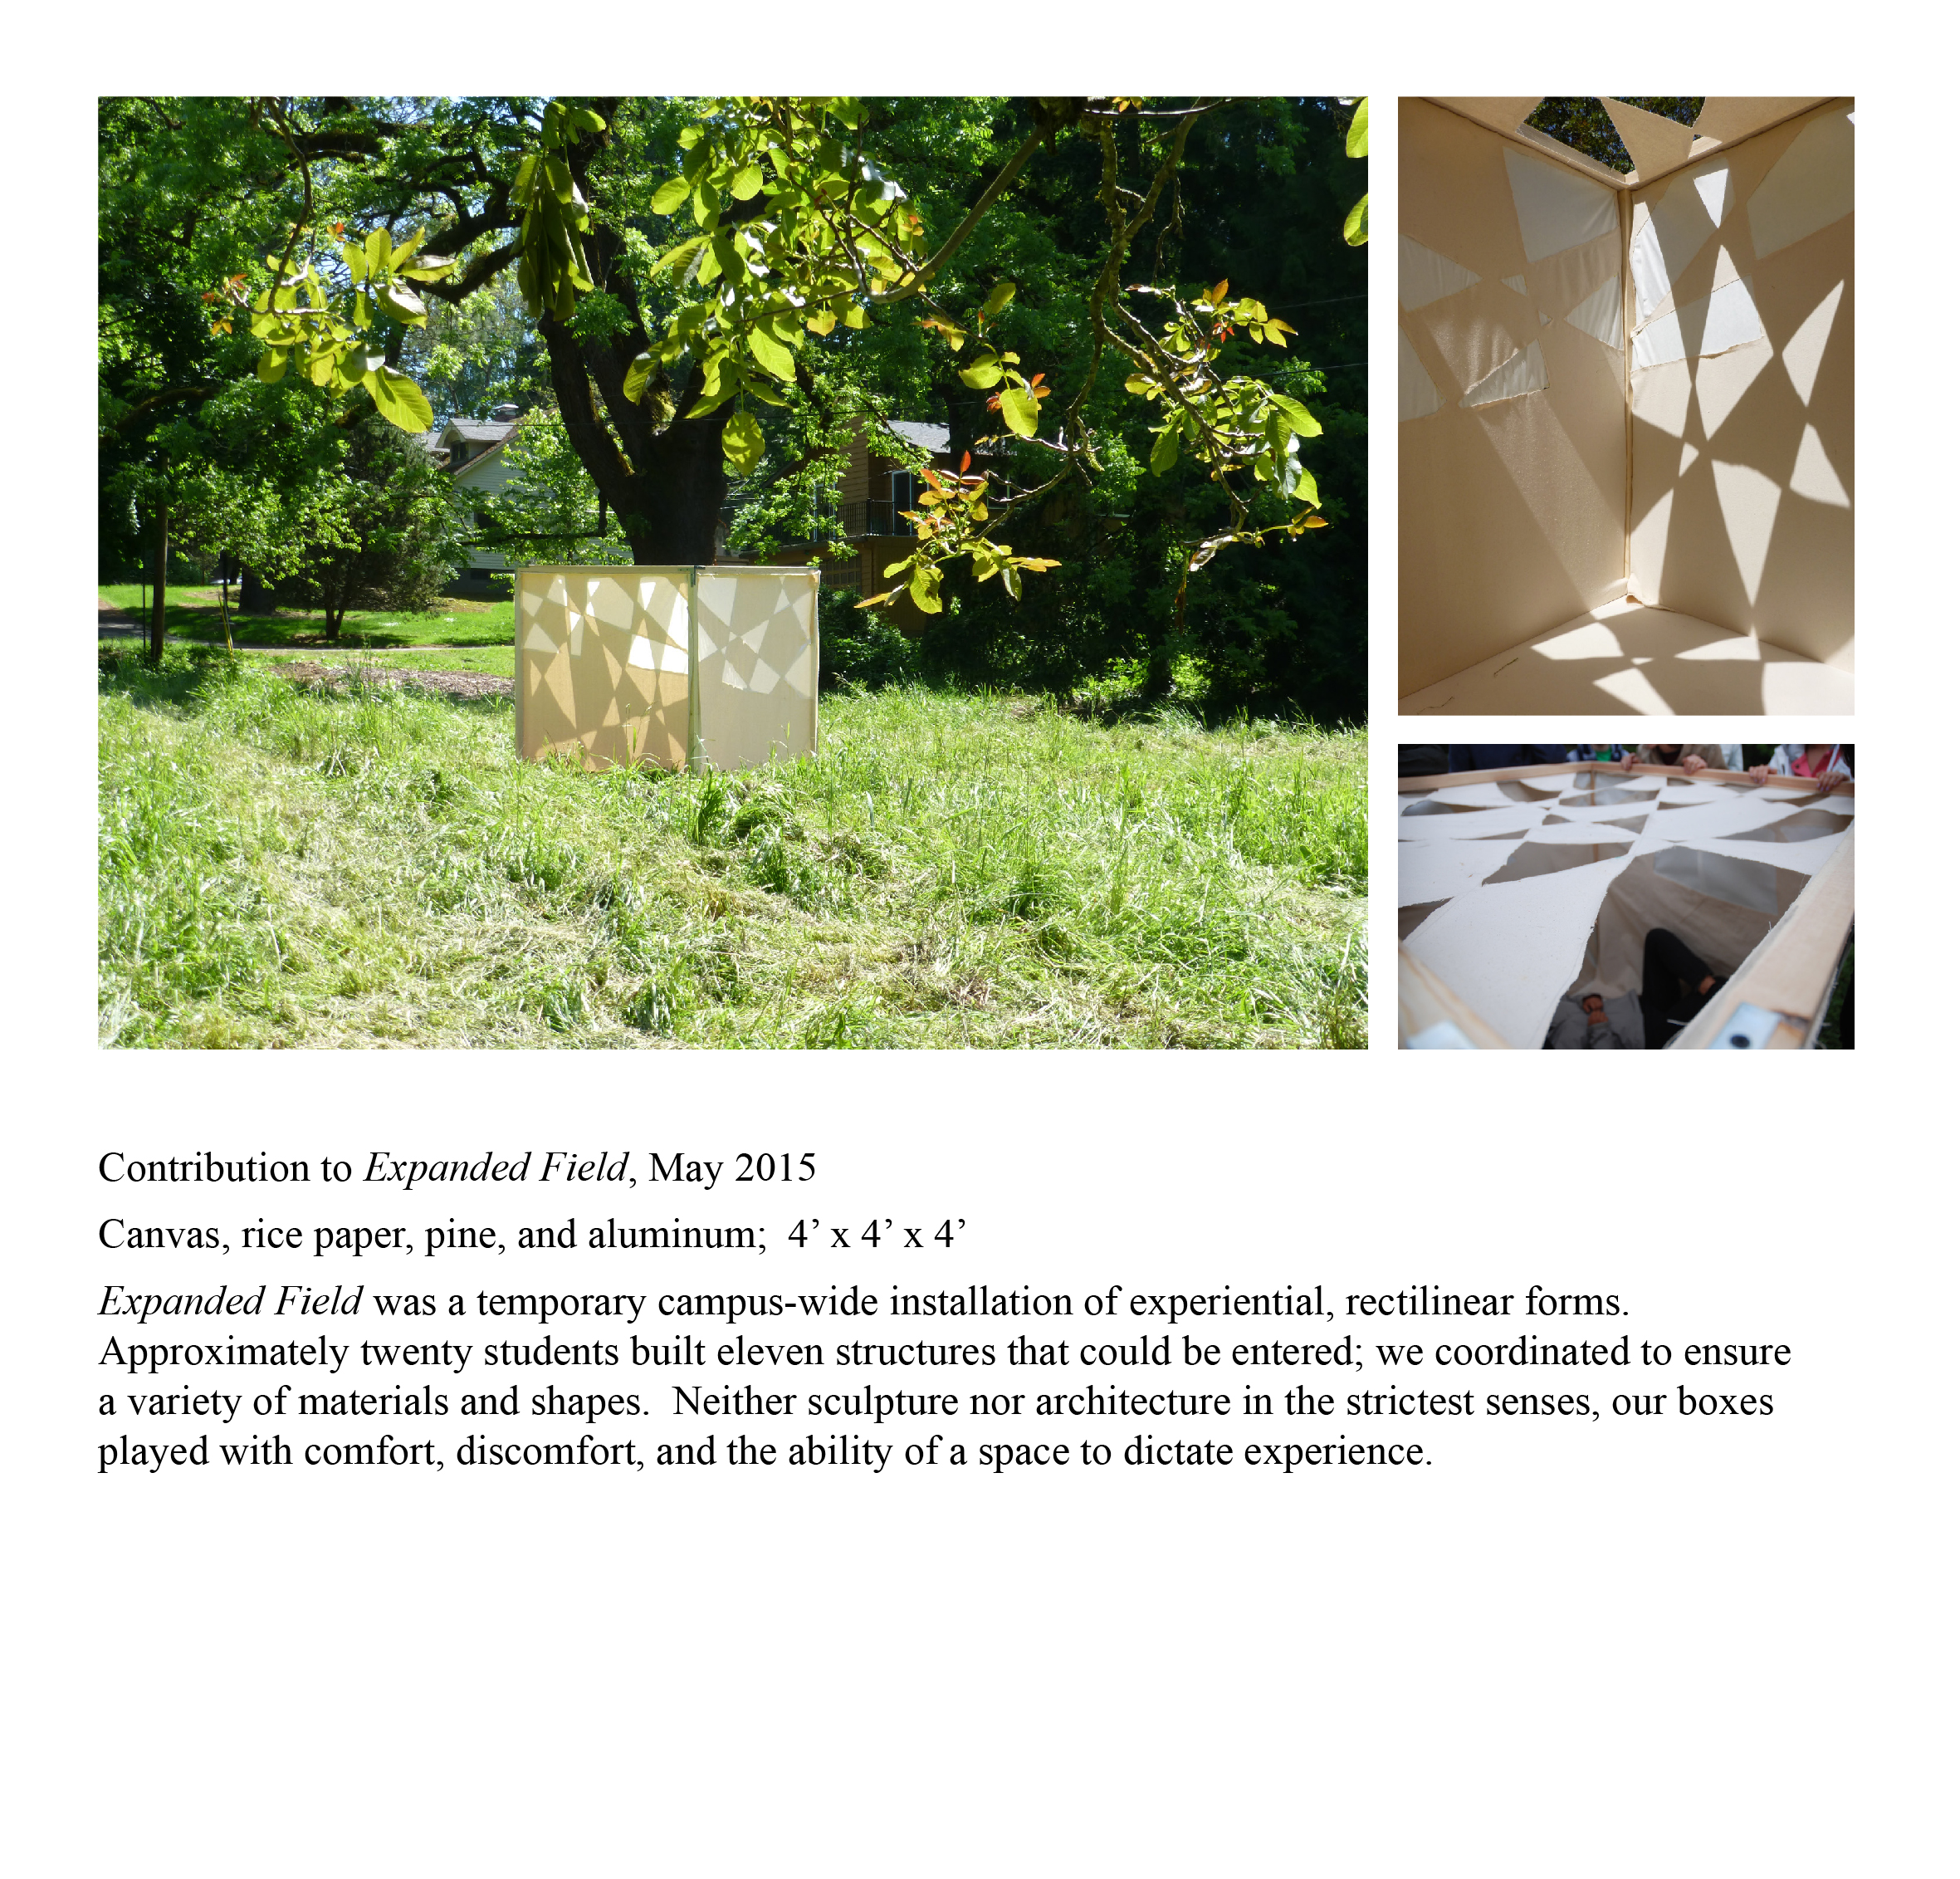 Contribution to Expanded Field, May 2015
Canvas, rice paper, pine, and aluminum;  4’ x 4’ x 4’
Expanded Field was a temporary campus-wide installation of experiential, rectilinear forms.
Approximately twenty students built eleven structures that could be entered; we coordinated to ensure
a variety of materials and shapes.  Neither sculpture nor architecture in the strictest senses, our boxes
played with comfort, discomfort, and the ability of a space to dictate experience.